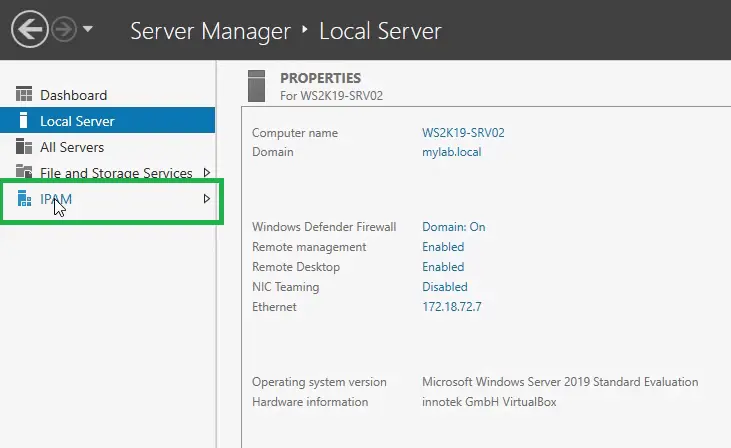 Server Manager ‣ Local Server
Dashboard
Local Server
All Servers
File and Storage Services
IPAM
PROPERTIES
For WS2K19-SRV02
Computer name WS2K19-SRV02
Domain mylab.local
Windows Defender Firewall Domain: On
Remote management Enabled
Remote Desktop Enabled
NIC Teaming Disabled
Ethernet 172.18.72.7
Operating system version Microsoft Windows Server 2019 Standard Evaluation
Hardware information innotek GmbH VirtualBox